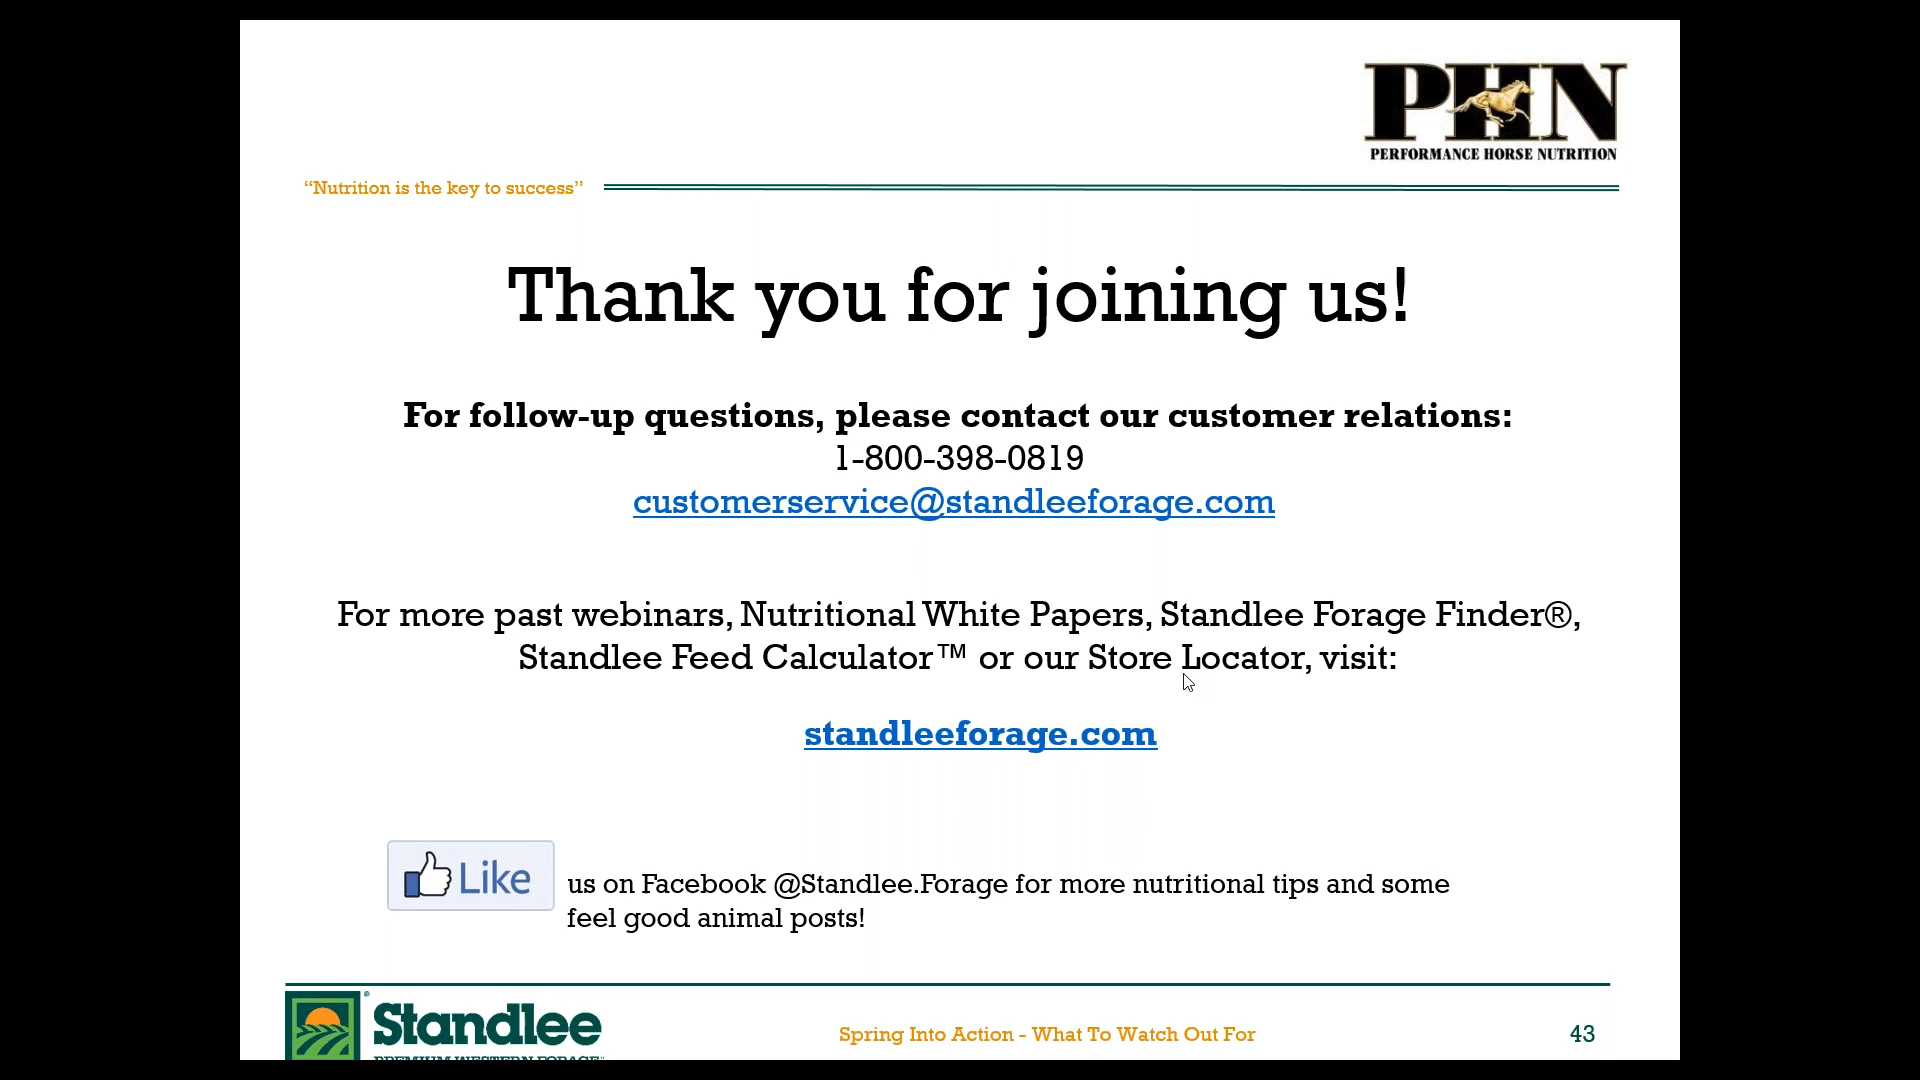 PHN
PERFORMANCE HORSE NUTRITION
“Nutrition is the key to success”
Thank you for joining us!
For follow-up questions, please contact our customer relations:
1-800-398-0819
customerservice@standleeforage.com
For more past webinars, Nutritional White Papers, Standlee Forage Finder®,
Standlee Feed Calculator™ or our Store Locator, visit:
standleeforage.com
Like
us on Facebook @Standlee.Forage for more nutritional tips and some
feel good animal posts!
Standlee®
PREMIUM WESTERN FORAGE™
Spring Into Action - What To Watch Out For
43